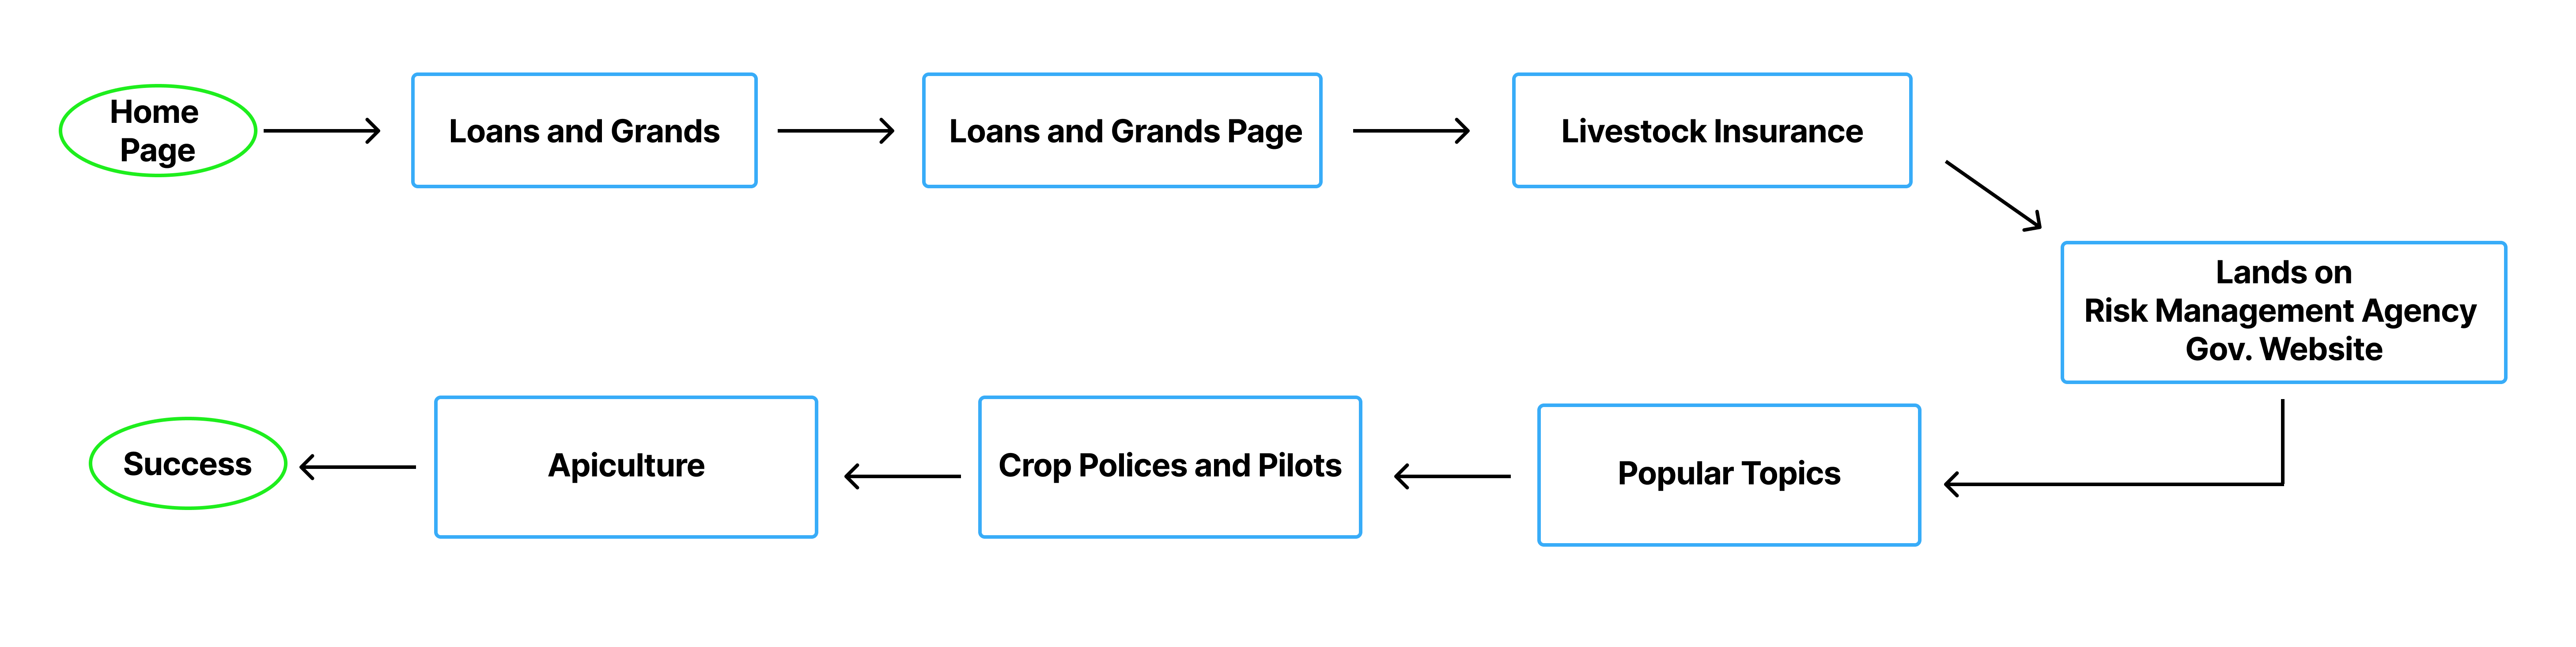 Home
Page
Loans and Grands
Loans and Grands Page
Livestock Insurance
Lands on
Risk Management Agency
Gov. Website
Popular Topics
Crop Polices and Pilots
Apiculture
Success